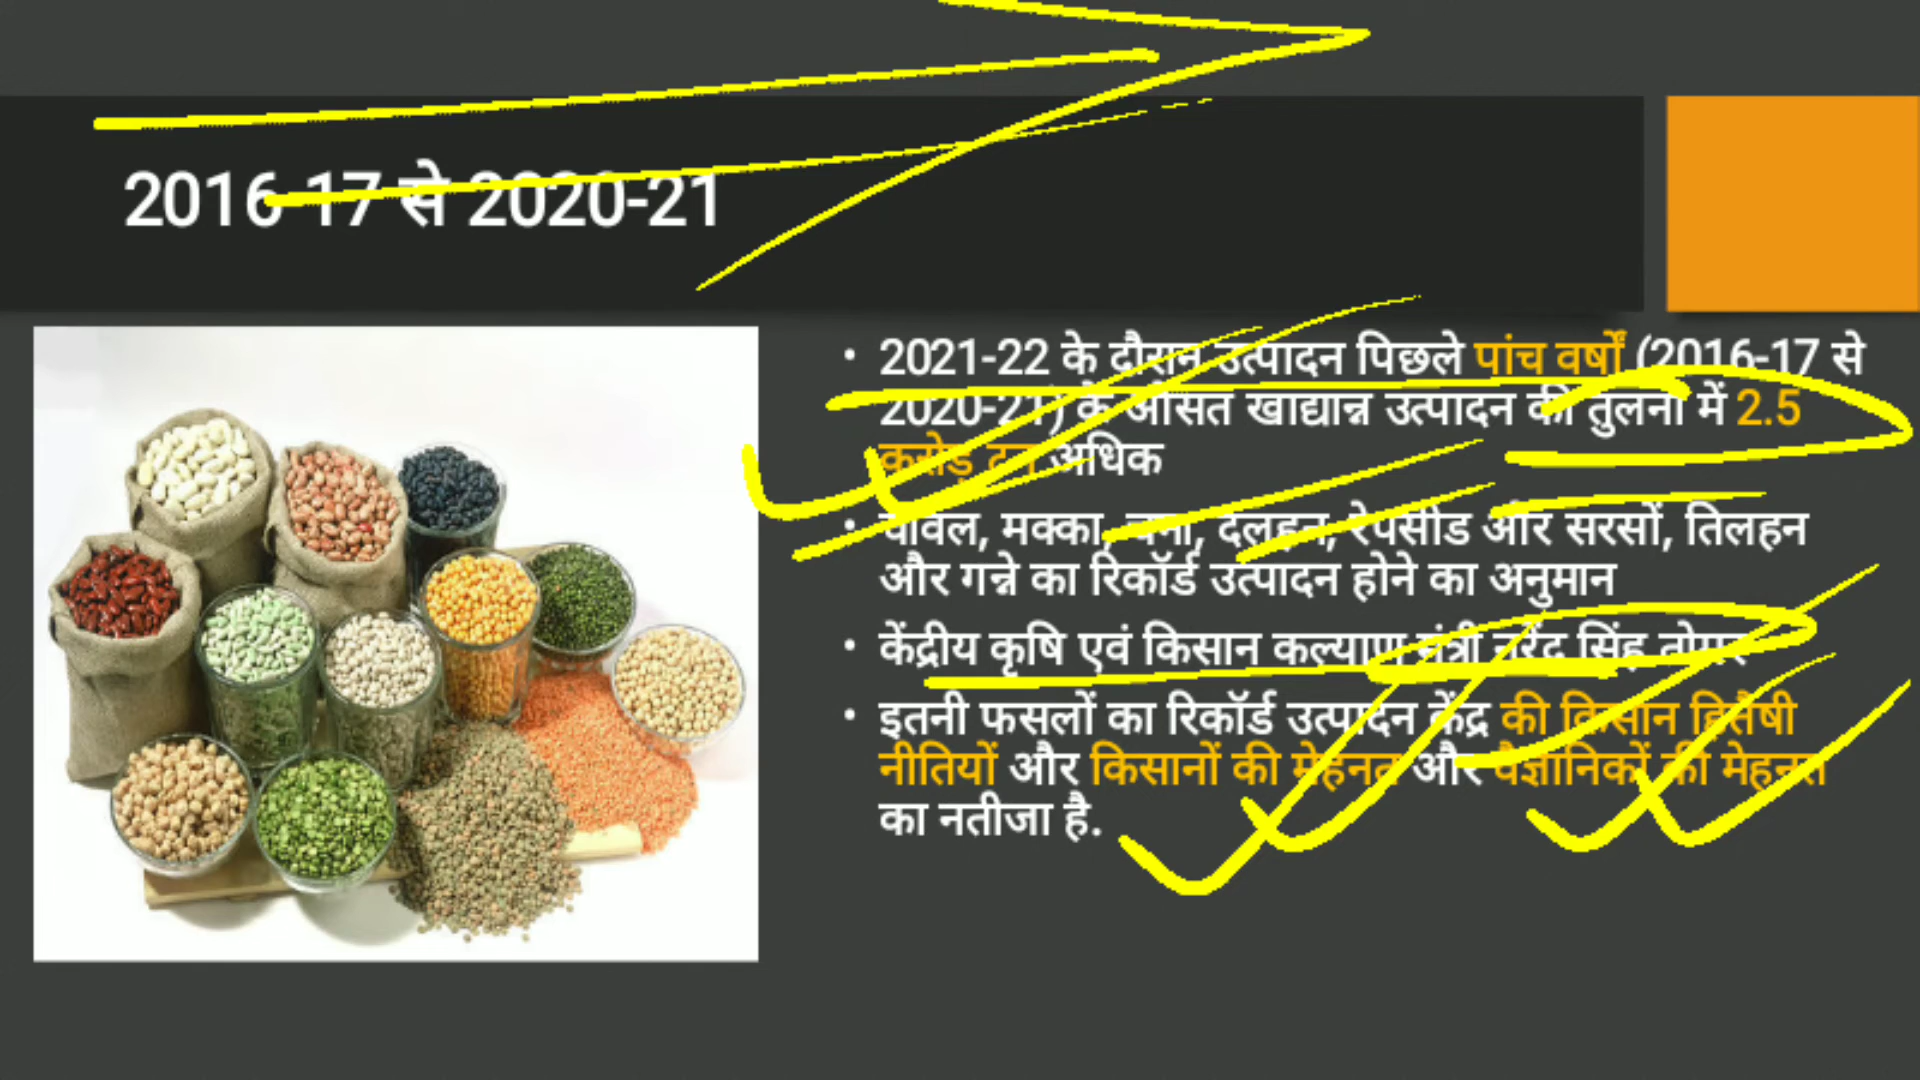 2016-17 से 2020-21
• 2021-22 के दौरान उत्पादन पिछले पांच वर्षों (2016-17 से
2020-21) के औसत खाद्यान्न उत्पादन की तुलना में 2.5
करोड़ टन अधिक
• चावल, मक्का, चना, दलहन, रेपसीड और सरसों, तिलहन
और गन्ने का रिकॉर्ड उत्पादन होने का अनुमान
• केंद्रीय कृषि एवं किसान कल्याण मंत्री नरेंद्र सिंह तोमर
• इतनी फसलों का रिकॉर्ड उत्पादन केंद्र की किसान हितैषी
नीतियों और किसानों की मेहनत और वैज्ञानिकों की मेहनत
का नतीजा है.